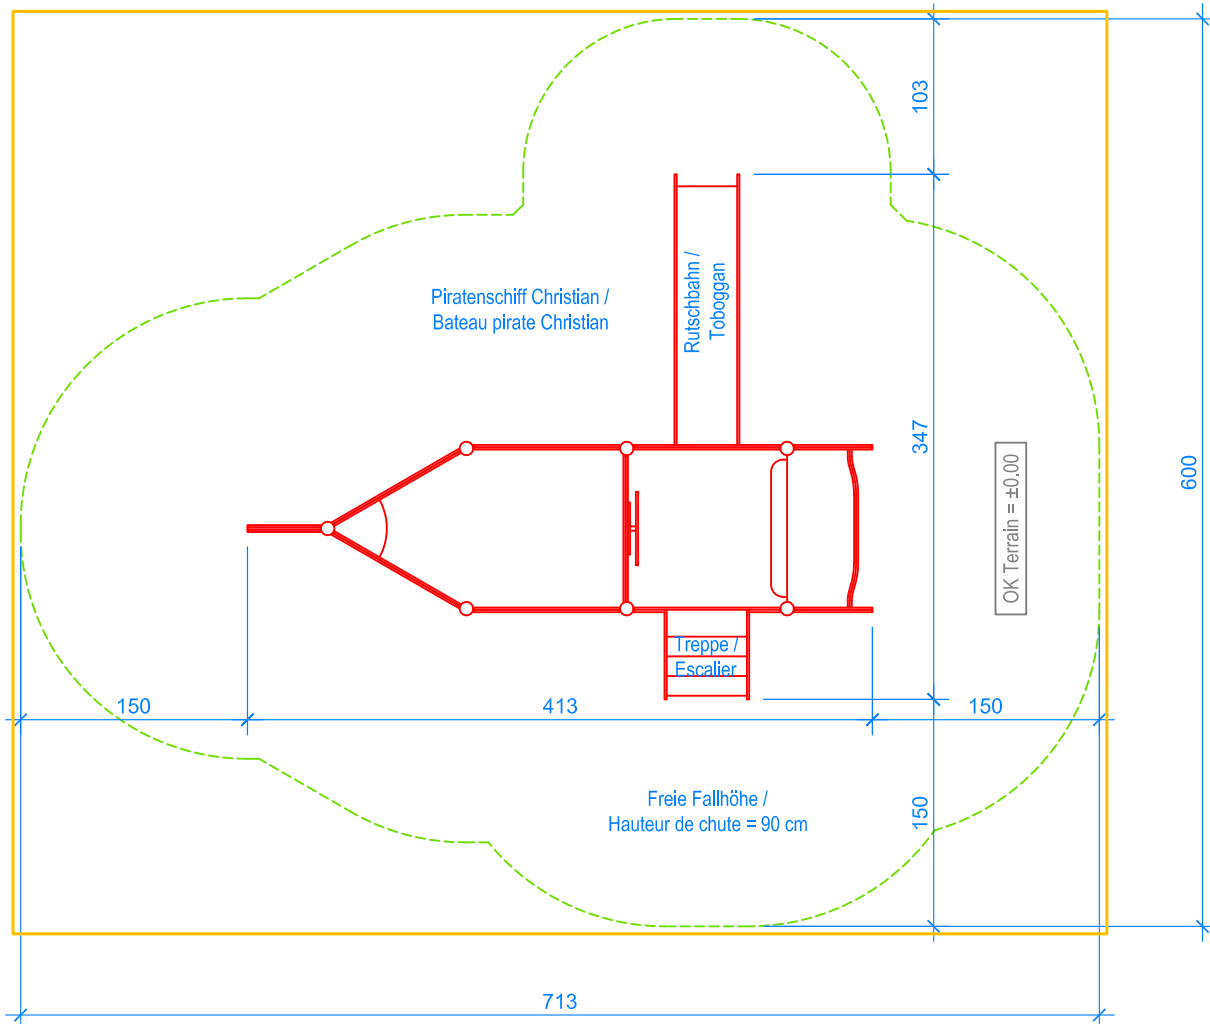 103
Piratenschiff Christian /
Bateau pirate Christian
Rutschbahn /
Toboggan
347
600
OK Terrain = ±0.00
Treppe /
Escalier
150
413
150
Freie Fallhöhe /
Hauteur de chute = 90 cm
150
713